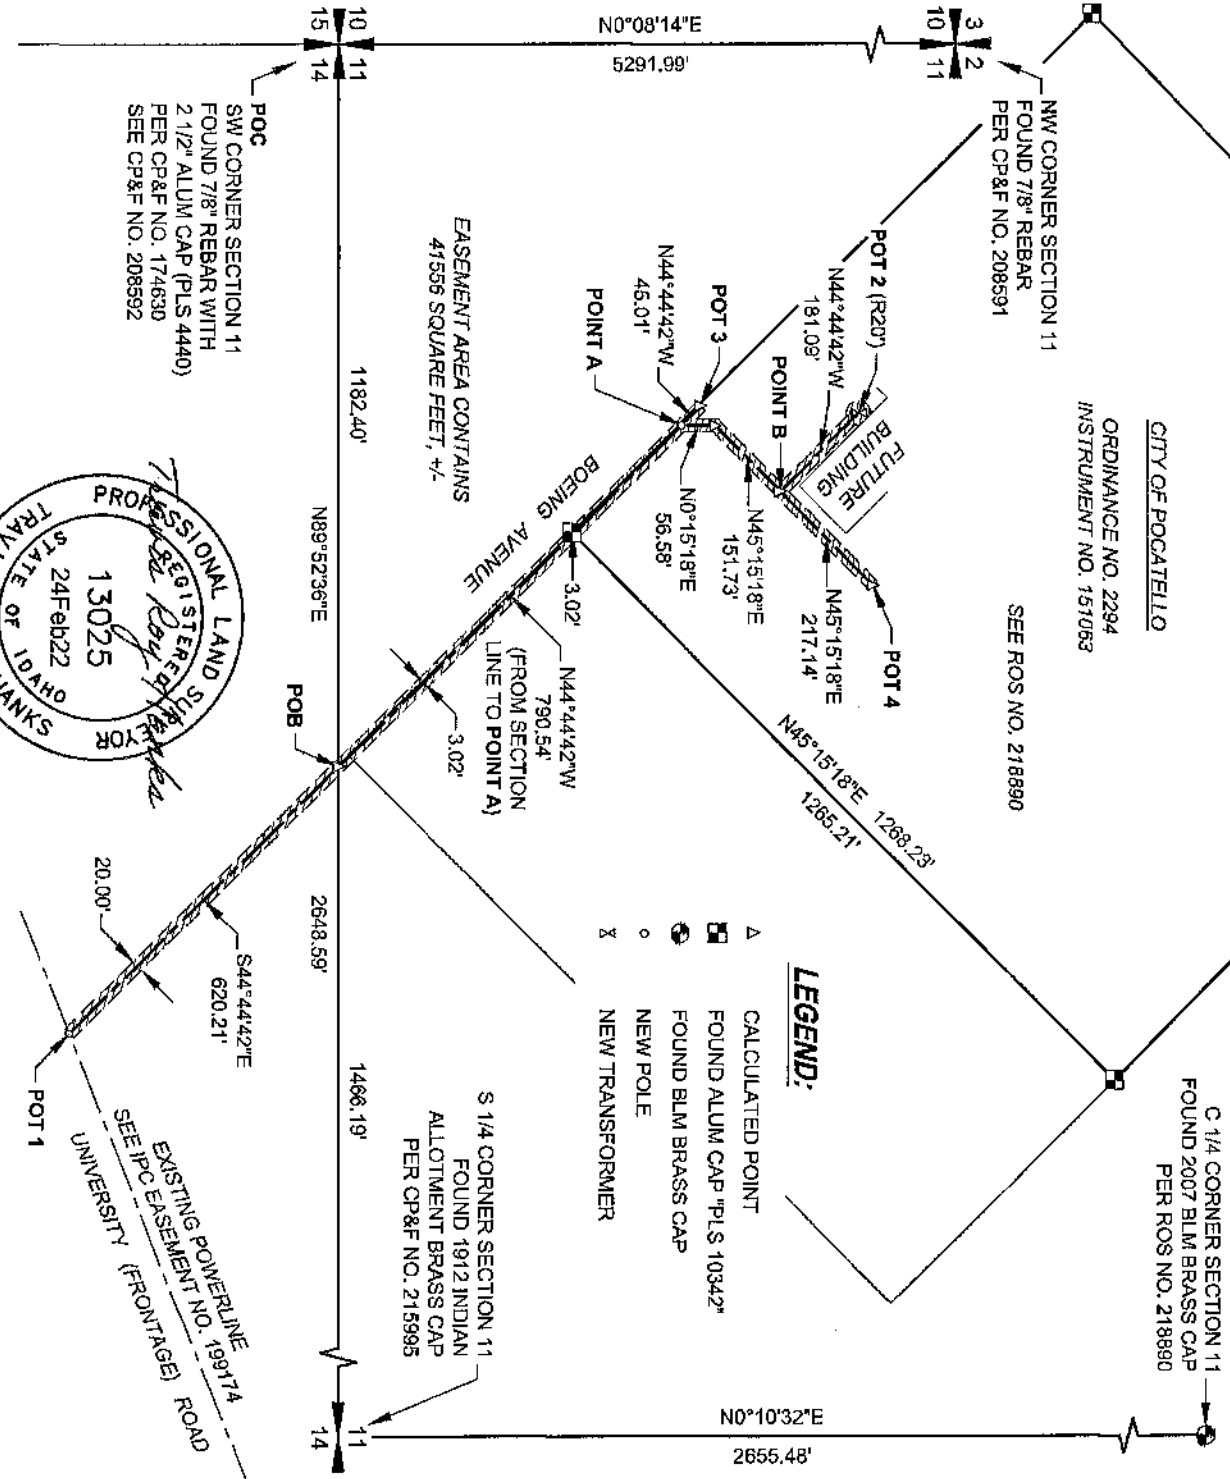 CITY OF POCATELLO
ORDINANCE NO. 2294
INSTRUMENT NO. 151063
SEE ROS NO. 218890
3 2
10 11
NW CORNER SECTION 11
FOUND 7/8" REBAR
PER CP&F NO. 208591
N0°08'14"E
5291.99'
10 11
15 14
POC
SW CORNER SECTION 11
FOUND 7/8" REBAR WITH
2 1/2" ALUM CAP (PLS 4440)
PER CP&F NO. 174630
SEE CP&F NO. 208592
EASEMENT AREA CONTAINS
41556 SQUARE FEET, +/-
POT 2 (R20')
N44°44'42"W
181.09'
FUTURE
BUILDING
POINT B
POT 3
N44°44'42"W
45.01'
POINT A
N0°15'18"E
56.58'
N45°15'18"E
151.73'
N45°15'18"E
217.14'
POT 4
BOEING AVENUE
3.02'
N44°44'42"W
790.54'
(FROM SECTION
LINE TO POINT A)
3.02'
N45°15'18"E 1268.23'
1265.21'
POB
1182.40'
N89°52'36"E
2648.59'
1466.19'
S44°44'42"E
620.21'
20.00'
POT 1
EXISTING POWERLINE
SEE IPC EASEMENT NO. 199174
UNIVERSITY (FRONTAGE) ROAD
S 1/4 CORNER SECTION 11
FOUND 1912 INDIAN
ALLOTMENT BRASS CAP
PER CP&F NO. 215995
11
14
N0°10'32"E
2655.48'
C 1/4 CORNER SECTION 11
FOUND 2007 BLM BRASS CAP
PER ROS NO. 218890
LEGEND:
CALCULATED POINT
FOUND ALUM CAP "PLS 10342"
FOUND BLM BRASS CAP
NEW POLE
NEW TRANSFORMER
PROFESSIONAL LAND SURVEYOR
REGISTERED
13025
24Feb22
STATE OF IDAHO